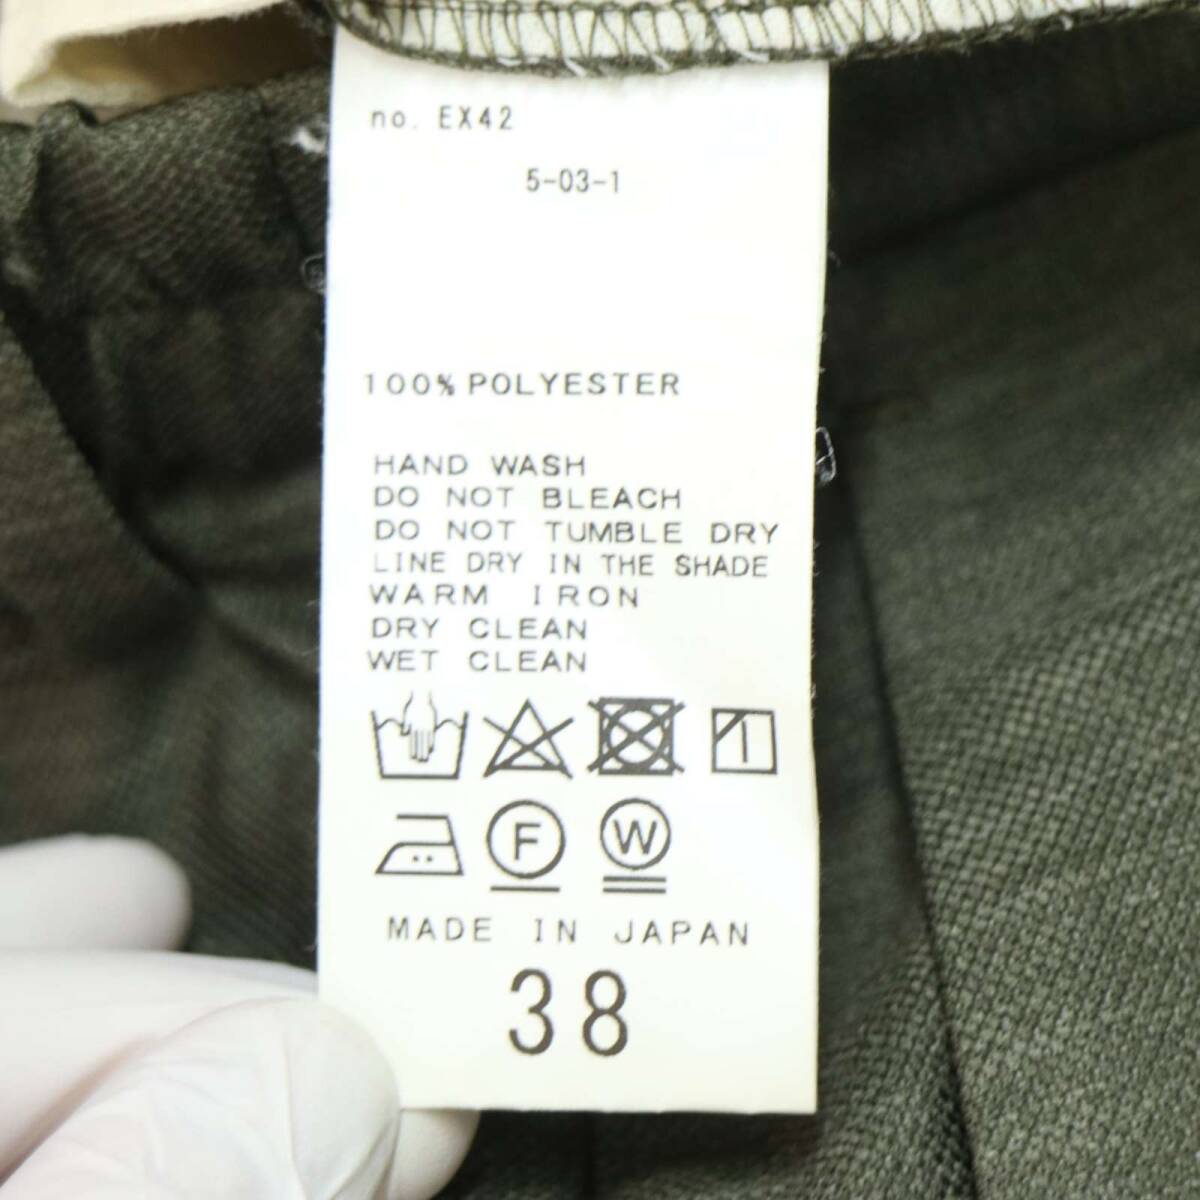 no. EX42
5-03-1
100% POLYESTER
HAND WASH
DO NOT BLEACH
DO NOT TUMBLE DRY
LINE DRY IN THE SHADE
WARM IRON
DRY CLEAN
WET CLEAN
F W
MADE IN JAPAN
38